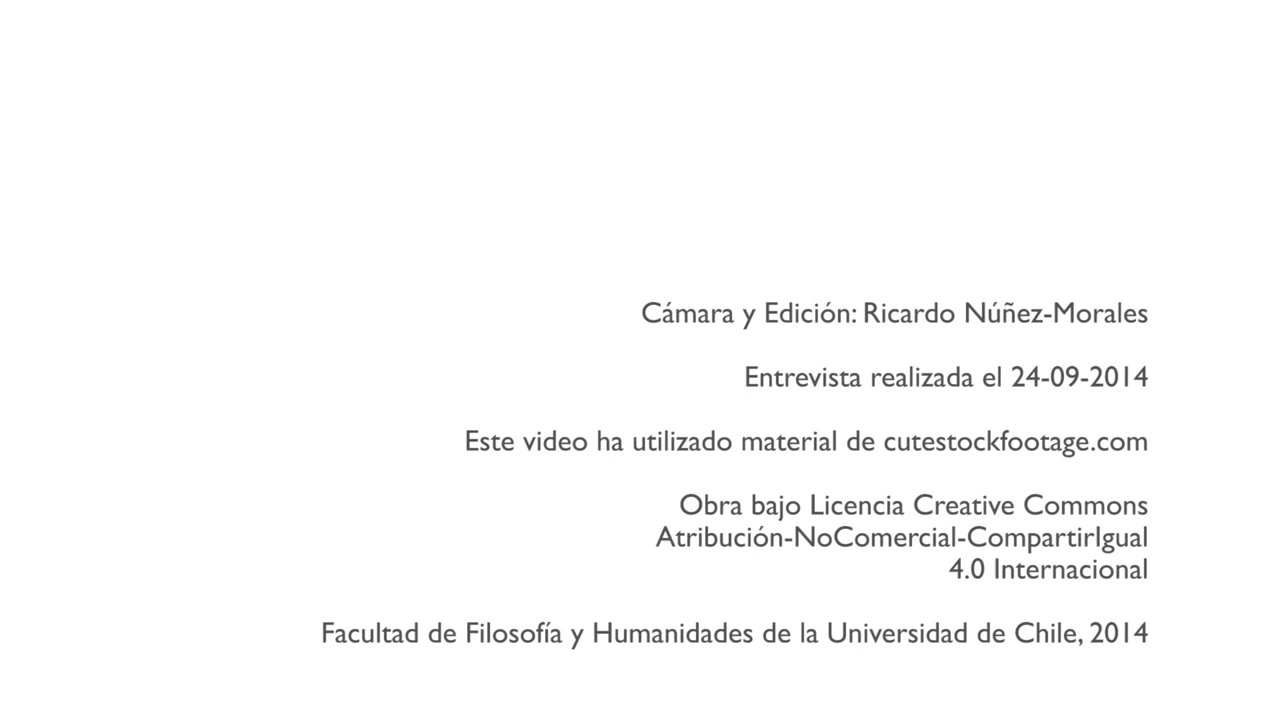 Cámara y Edición: Ricardo Núñez-Morales
Entrevista realizada el 24-09-2014
Este video ha utilizado material de cutestockfootage.com
Obra bajo Licencia Creative Commons
Atribución-NoComercial-CompartirIgual
4.0 Internacional
Facultad de Filosofía y Humanidades de la Universidad de Chile, 2014